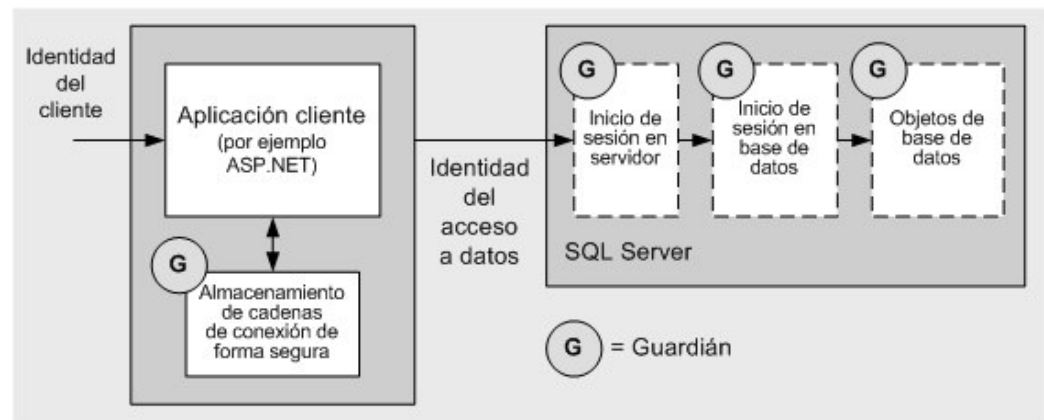 Identidad
del
cliente
Aplicación cliente
(por ejemplo
ASP.NET)
G
Almacenamiento
de cadenas
de conexión de
forma segura
Identidad
del
acceso
a datos
G
Inicio de
sesión en
servidor
G
Inicio de
sesión en
base de
datos
G
Objetos de
base de
datos
SQL Server
G = Guardián